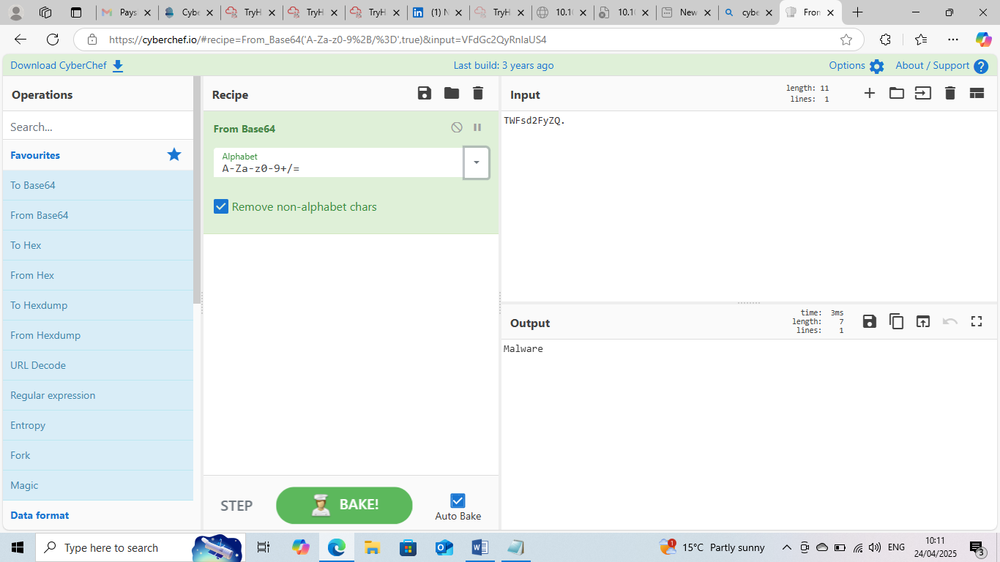 Pays
Cybe
TryH
TryH
TryH
(1) N
TryH
10.10
10.10
New
cybe
Fron
https://cyberchef.io/#recipe=From_Base64('A-Za-z0-9%2B/%3D',true)&input=VFdGc2QyRnlaUS4
Download CyberChef
Last build: 3 years ago
Options
About / Support
Operations
Search...
Favourites
To Base64
From Base64
To Hex
From Hex
To Hexdump
From Hexdump
URL Decode
Regular expression
Entropy
Fork
Magic
Data format
Recipe
From Base64
Alphabet
A-Za-z0-9+/=
Remove non-alphabet chars
STEP
BAKE!
Auto Bake
Input
length: 11
lines: 1
TWFsd2FyZQ.
Output
time: 3ms
length: 7
lines: 1
Malware
Type here to search
1
15°C Partly sunny
ENG
10:11
24/04/2025
3